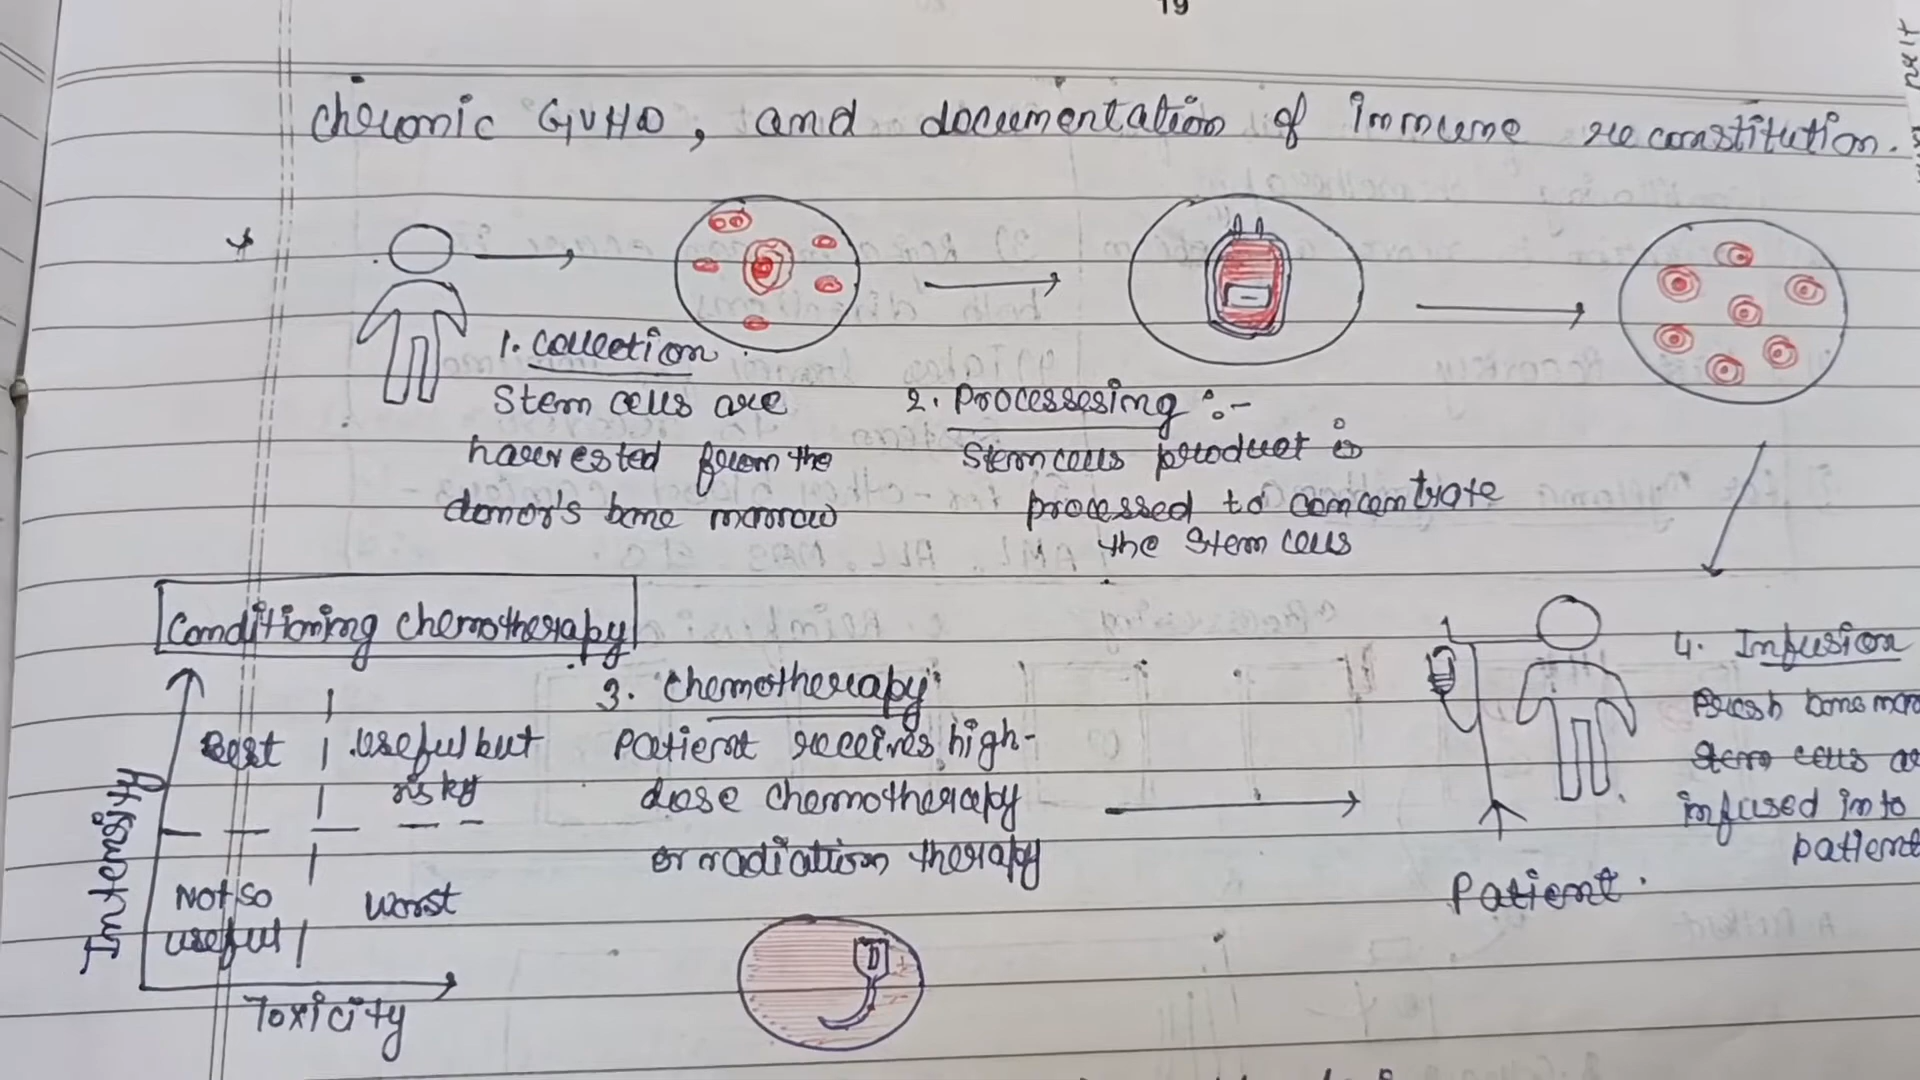 19
chronic GVHD, and documentation of immune reconstitution.
1. Collection
Stem cells are
harvested from the
donor's bone marrow
2. Processesing :-
Stem cells product is
processed to concentrate
the stem cells
Conditioning chemotherapy
Intensity
Best
useful but
risky
Not so
useful
worst
Toxicity
3. Chemotherapy
Patient receives high-
dose chemotherapy
or radiation therapy
Patient.
4. Infusion
Fresh bone
stem cells
infused into
patient